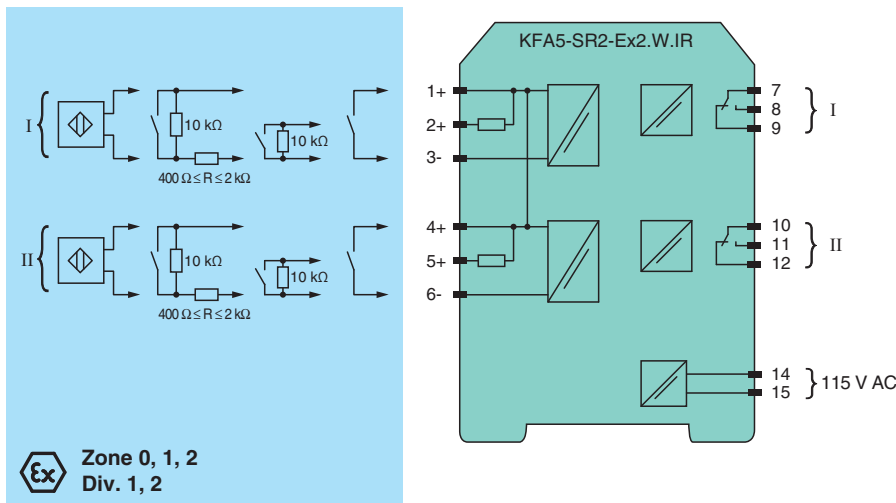 KFA5-SR2-Ex2.W.IR
I
10 kΩ
10 kΩ
400 Ω ≤ R ≤ 2 kΩ
II
10 kΩ
10 kΩ
400 Ω ≤ R ≤ 2 kΩ
1+
2+
3-
4+
5+
6-
7
8
9
I
10
11
12
II
14
15
115 V AC
Ex
Zone 0, 1, 2
Div. 1, 2